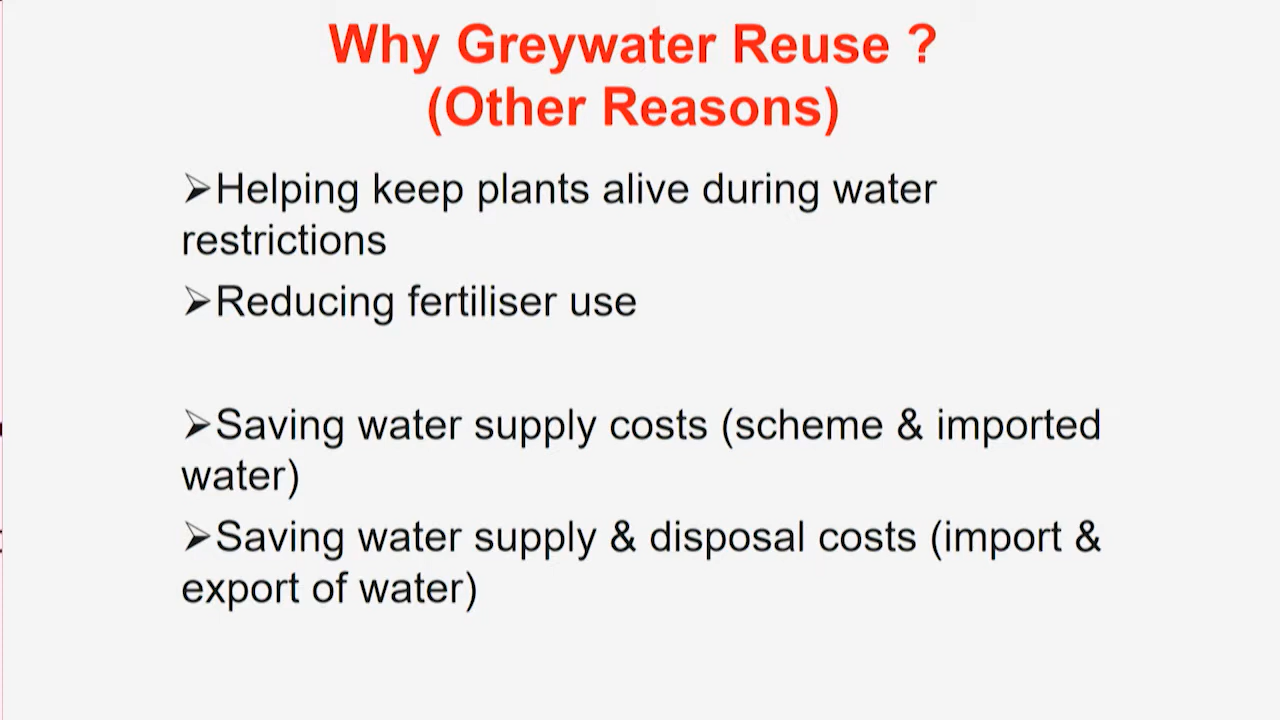 Why Greywater Reuse ?
(Other Reasons)
➢Helping keep plants alive during water
restrictions
➢Reducing fertiliser use
➢Saving water supply costs (scheme & imported
water)
➢Saving water supply & disposal costs (import &
export of water)